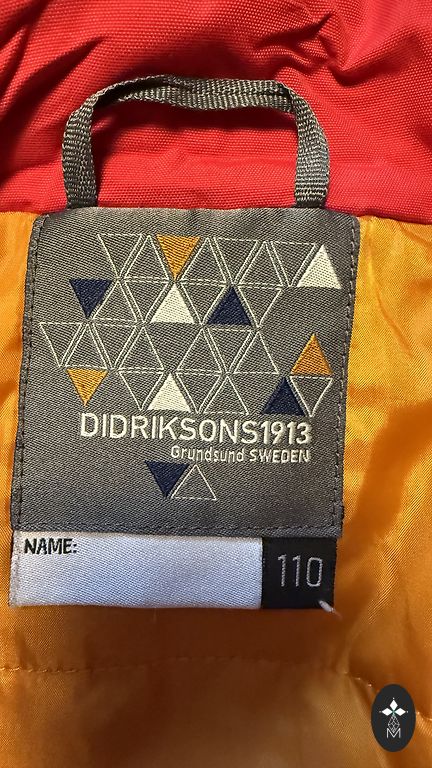 DIDRIKSONS1913
Grundsund SWEDEN
NAME:
110
M